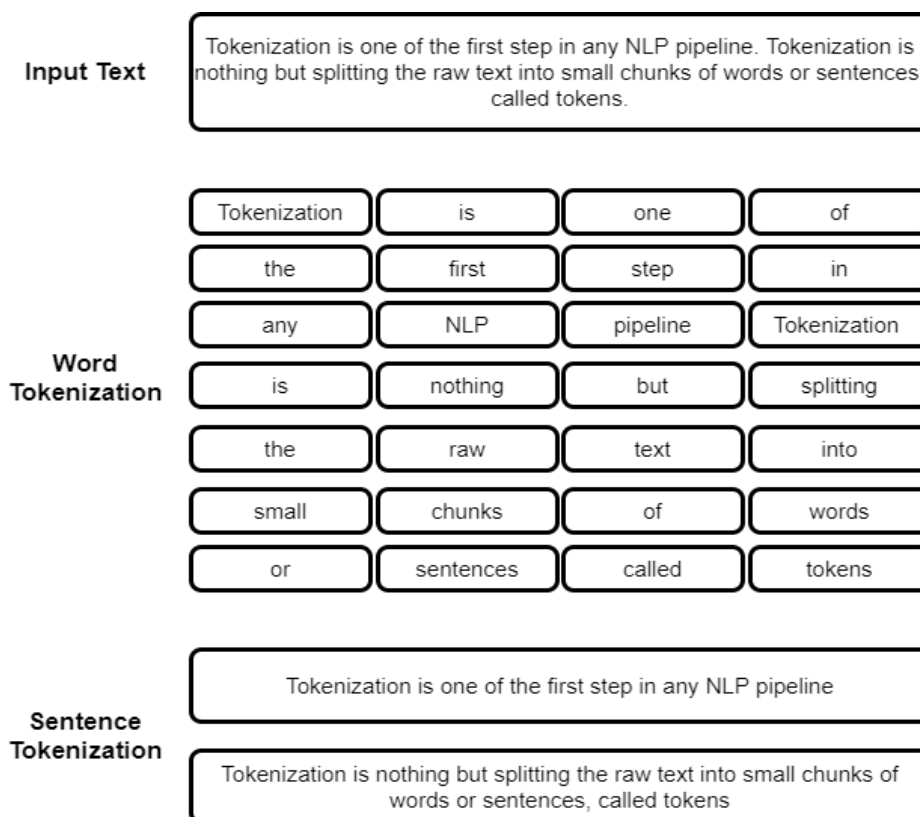 Input Text
Tokenization is one of the first step in any NLP pipeline. Tokenization is
nothing but splitting the raw text into small chunks of words or sentences
called tokens.
Word
Tokenization
Tokenization is one of
the first step in
any NLP pipeline Tokenization
is nothing but splitting
the raw text into
small chunks of words
or sentences called tokens
Sentence
Tokenization
Tokenization is one of the first step in any NLP pipeline
Tokenization is nothing but splitting the raw text into small chunks of
words or sentences, called tokens